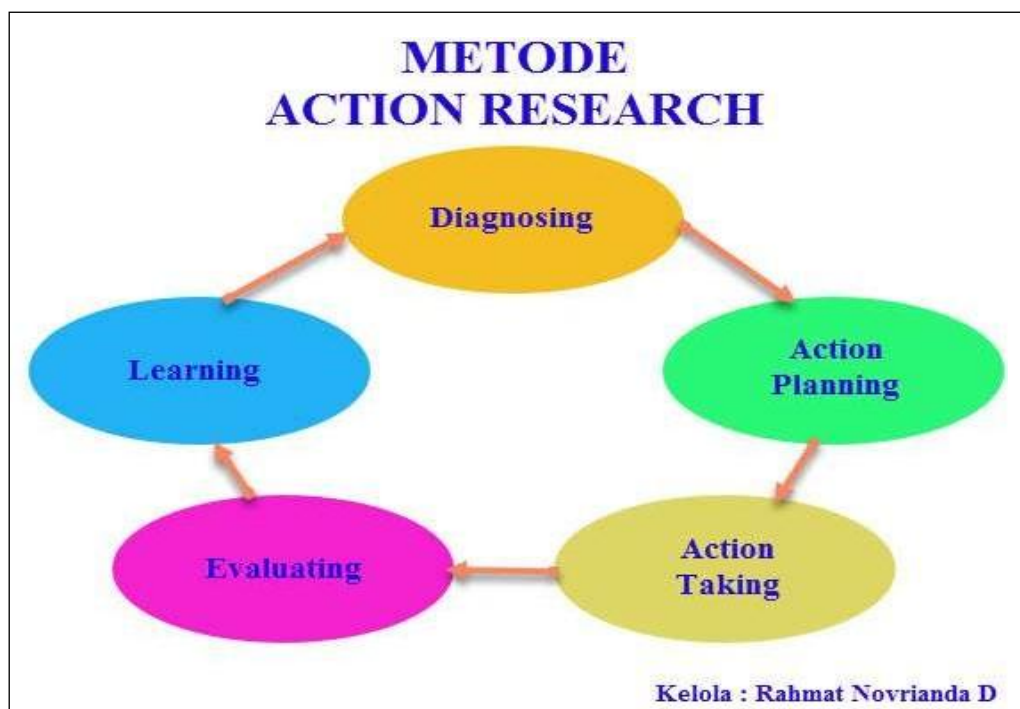 METODE
ACTION RESEARCH
Diagnosing
Action
Planning
Action
Taking
Evaluating
Learning
Kelola : Rahmat Novrianda D